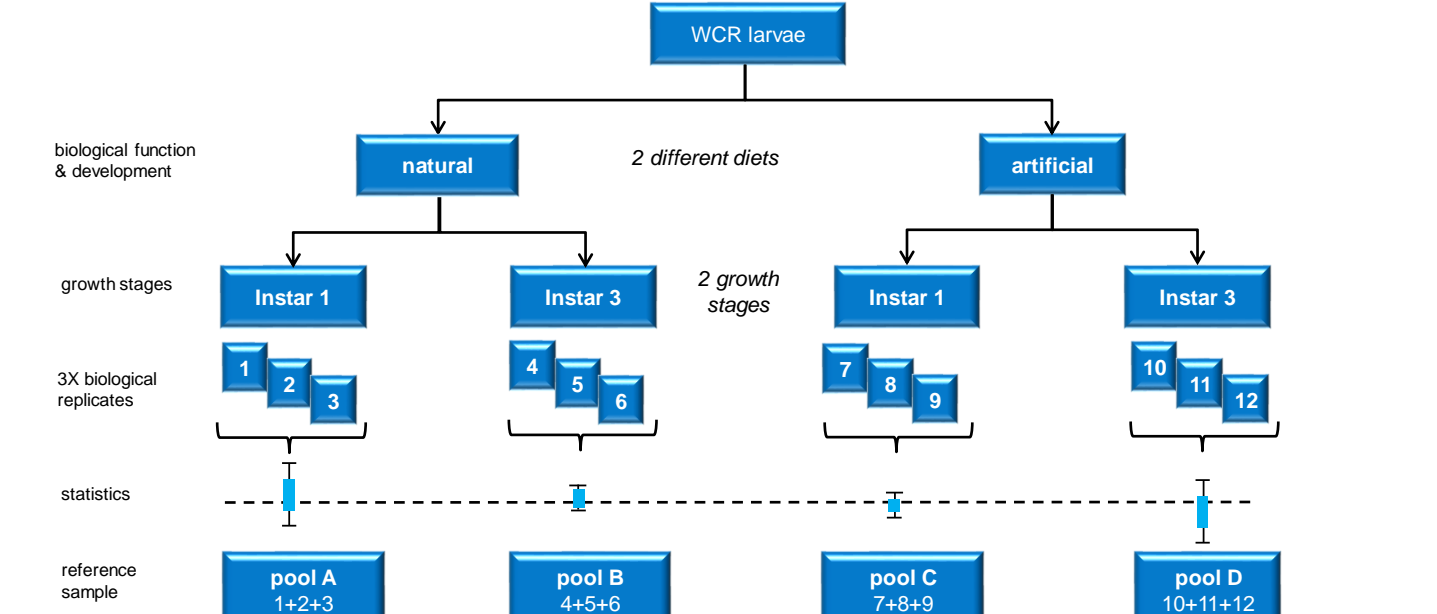 WCR larvae
biological function
& development
natural
2 different diets
artificial
growth stages
Instar 1
Instar 3
2 growth
stages
Instar 1
Instar 3
3X biological
replicates
1
2
3
4
5
6
7
8
9
10
11
12
statistics
reference
sample
pool A
1+2+3
pool B
4+5+6
pool C
7+8+9
pool D
10+11+12